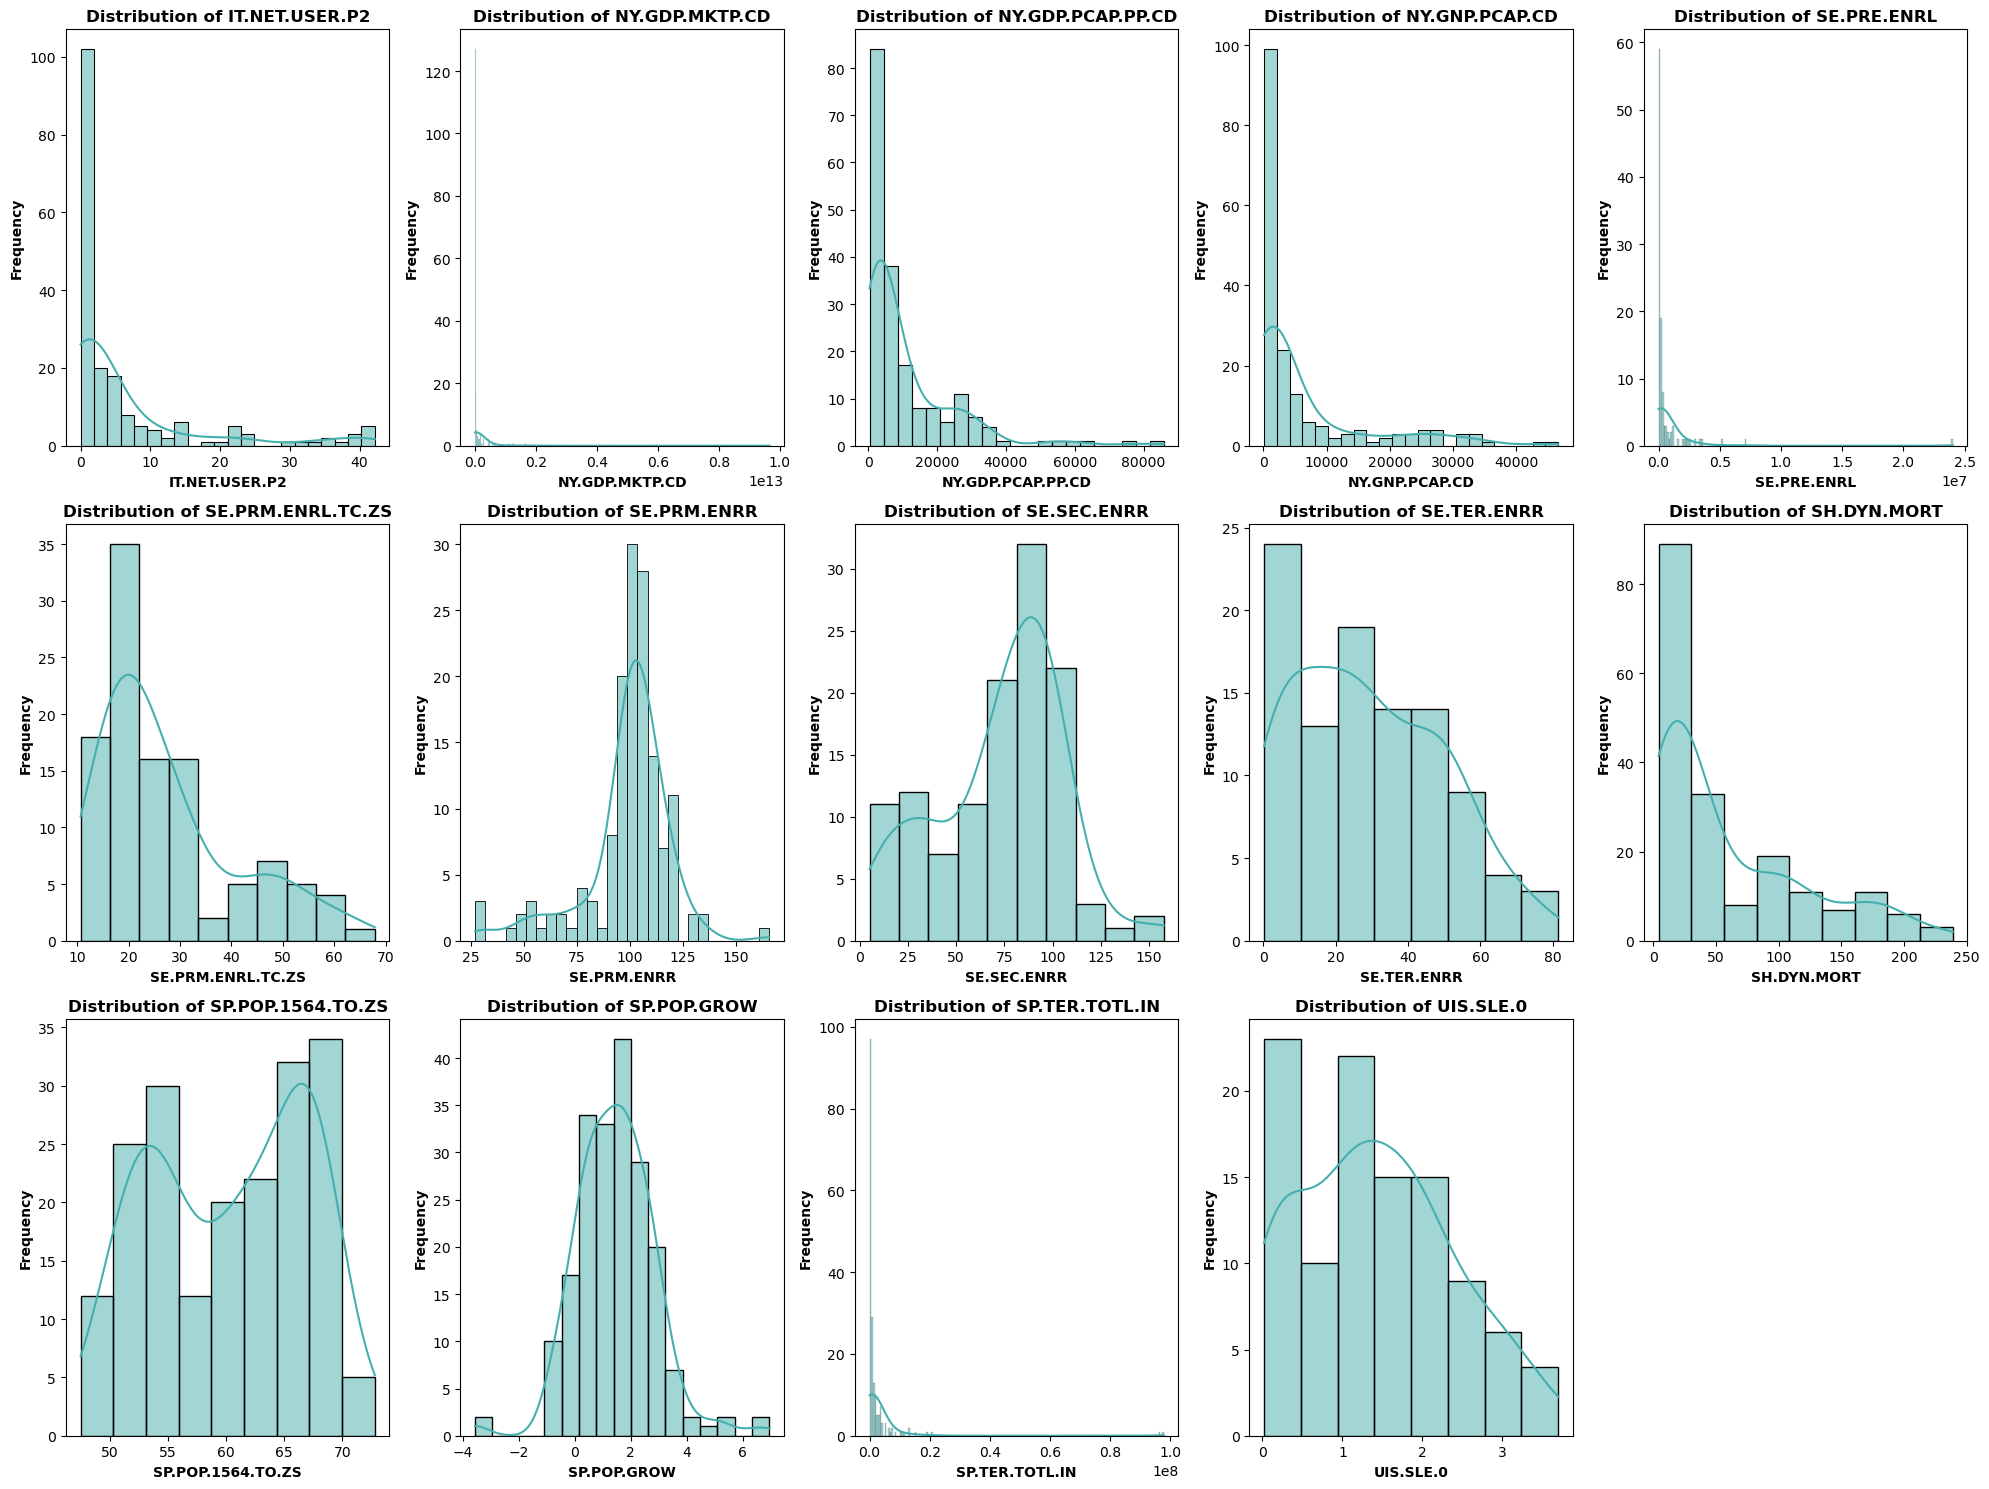 Distribution of IT.NET.USER.P2
Distribution of NY.GDP.MKTP.CD
Distribution of NY.GDP.PCAP.PP.CD
Distribution of NY.GNP.PCAP.CD
Distribution of SE.PRE.ENRL
Frequency
100
80
60
40
20
0
0 10 20 30 40
IT.NET.USER.P2
Frequency
120
100
80
60
40
20
0
0.0 0.2 0.4 0.6 0.8 1.0
1e13
NY.GDP.MKTP.CD
Frequency
80
70
60
50
40
30
20
10
0
0 20000 40000 60000 80000
NY.GDP.PCAP.PP.CD
Frequency
100
80
60
40
20
0
0 10000 20000 30000 40000
NY.GNP.PCAP.CD
Frequency
60
50
40
30
20
10
0
0.0 0.5 1.0 1.5 2.0 2.5
1e7
SE.PRE.ENRL
Distribution of SE.PRM.ENRL.TC.ZS
Distribution of SE.PRM.ENRR
Distribution of SE.SEC.ENRR
Distribution of SE.TER.ENRR
Distribution of SH.DYN.MORT
Frequency
35
30
25
20
15
10
5
0
10 20 30 40 50 60 70
SE.PRM.ENRL.TC.ZS
Frequency
30
25
20
15
10
5
0
25 50 75 100 125 150
SE.PRM.ENRR
Frequency
30
25
20
15
10
5
0
0 25 50 75 100 125 150
SE.SEC.ENRR
Frequency
25
20
15
10
5
0
0 20 40 60 80
SE.TER.ENRR
Frequency
80
60
40
20
0
0 50 100 150 200 250
SH.DYN.MORT
Distribution of SP.POP.1564.TO.ZS
Distribution of SP.POP.GROW
Distribution of SP.TER.TOTL.IN
Distribution of UIS.SLE.0
Frequency
35
30
25
20
15
10
5
0
50 55 60 65 70
SP.POP.1564.TO.ZS
Frequency
40
35
30
25
20
15
10
5
0
−4 −2 0 2 4 6
SP.POP.GROW
Frequency
100
80
60
40
20
0
0.0 0.2 0.4 0.6 0.8 1.0
1e8
SP.TER.TOTL.IN
Frequency
20
15
10
5
0
0 1 2 3
UIS.SLE.0